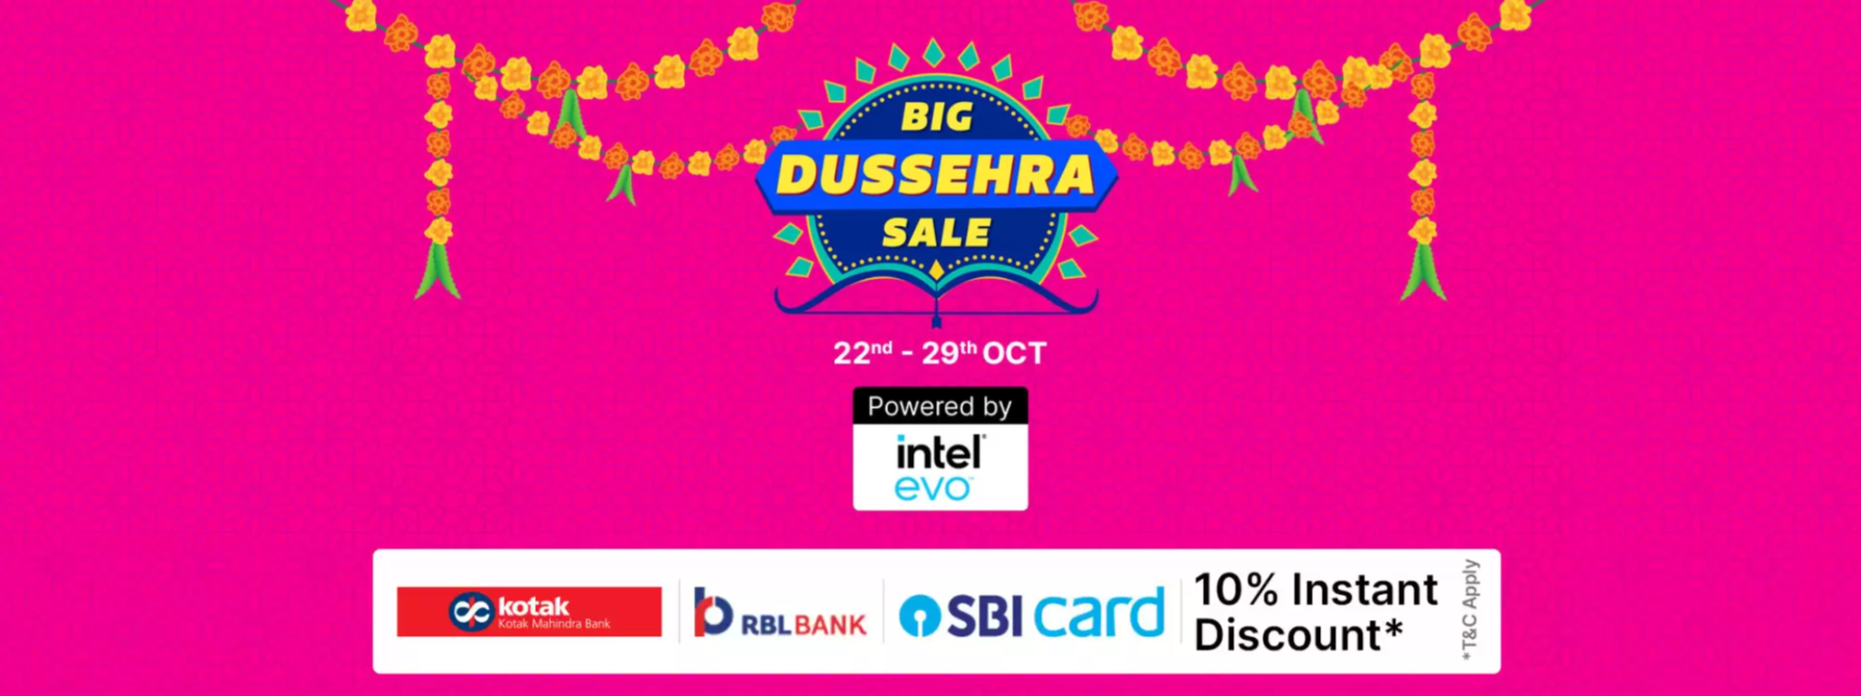 BIG
DUSSEHRA
SALE
22nd - 29th OCT
Powered by
intel
evo
kotak
Kotak Mahindra Bank
RBL BANK
SBI card
10% Instant
Discount*
*T&C Apply